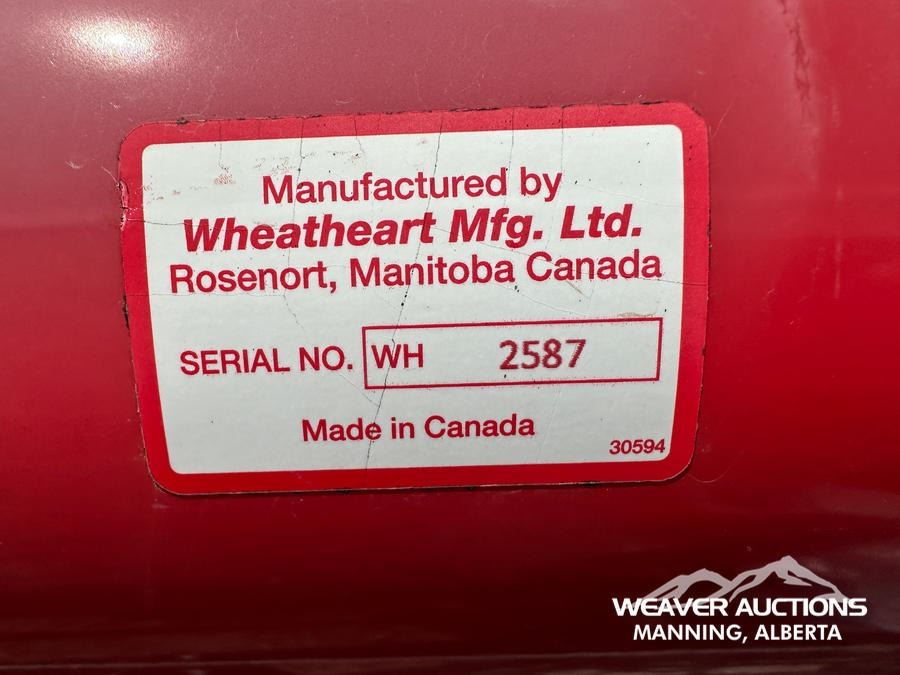 Manufactured by
Wheatheart Mfg. Ltd.
Rosenort, Manitoba Canada
SERIAL NO. WH 2587
Made in Canada
30594
WEAVER AUCTIONS
MANNING, ALBERTA